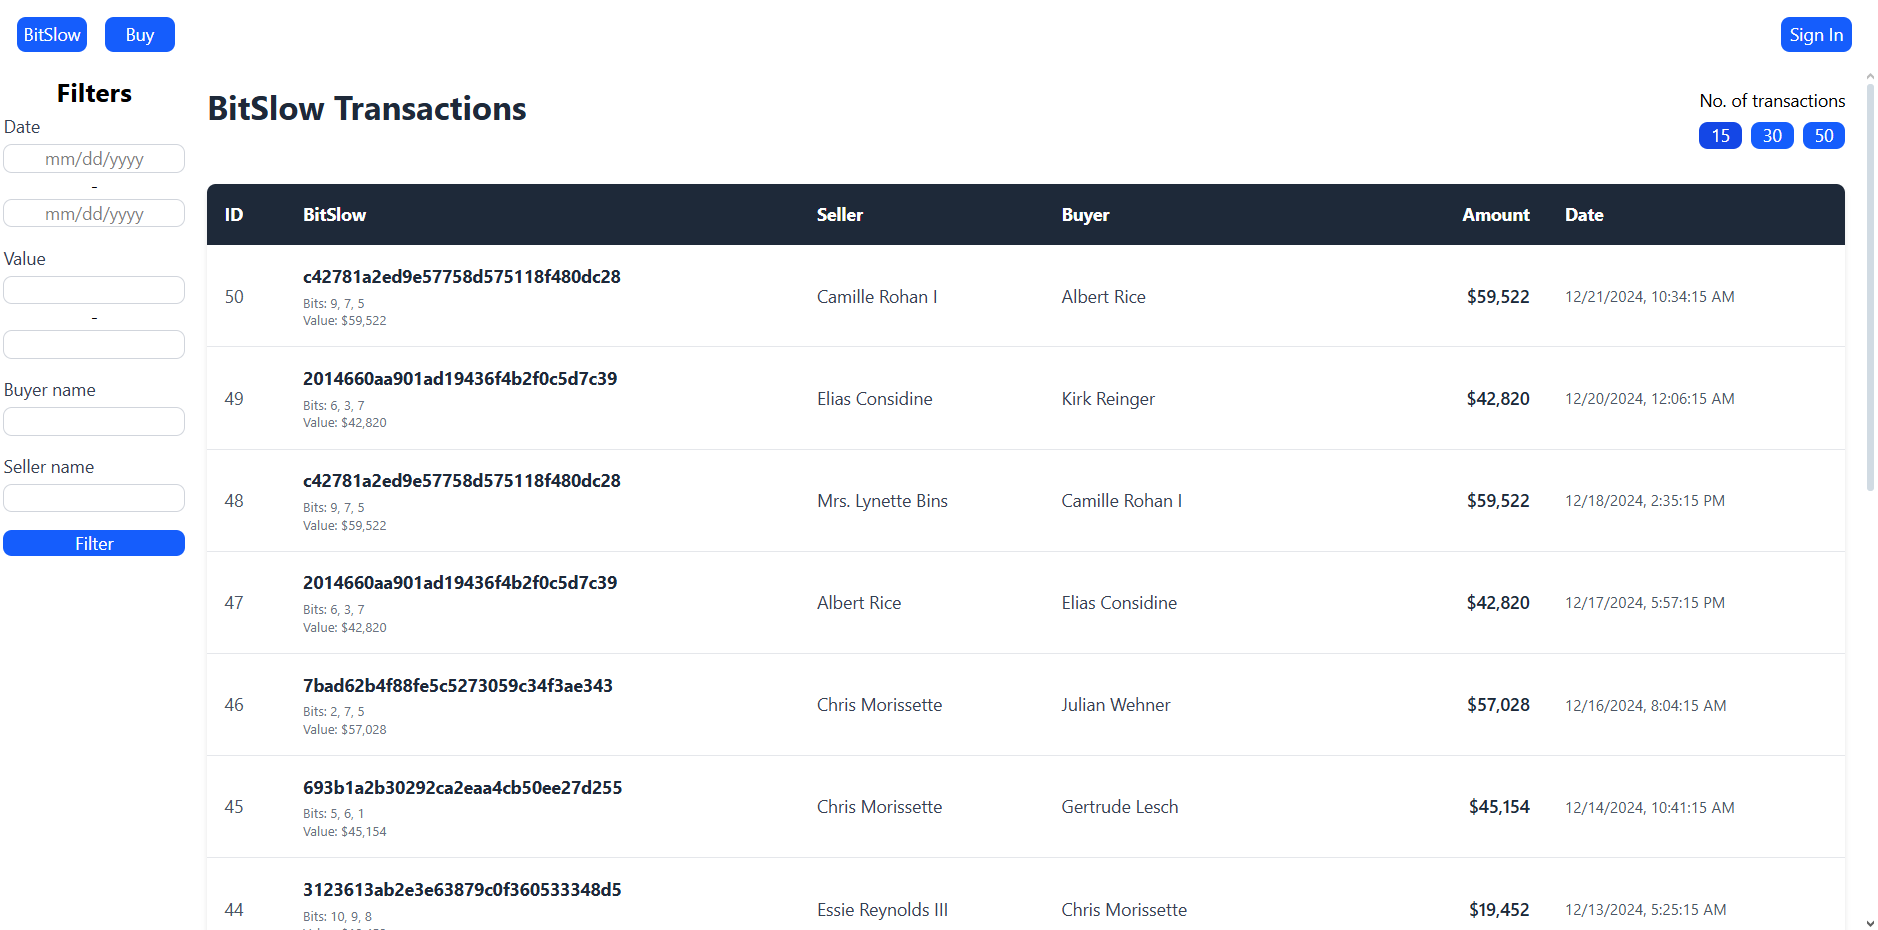 BitSlow Buy Sign In
Filters
Date
mm/dd/yyyy
-
mm/dd/yyyy
Value
-
Buyer name
Seller name
Filter
BitSlow Transactions
No. of transactions
15 30 50
ID BitSlow Seller Buyer Amount Date
c42781a2ed9e57758d575118f480dc28
50 Camille Rohan I Albert Rice $59,522 12/21/2024, 10:34:15 AM
Bits: 9, 7, 5
Value: $59,522
2014660aa901ad19436f4b2f0c5d7c39
49 Elias Considine Kirk Reinger $42,820 12/20/2024, 12:06:15 AM
Bits: 6, 3, 7
Value: $42,820
c42781a2ed9e57758d575118f480dc28
48 Mrs. Lynette Bins Camille Rohan I $59,522 12/18/2024, 2:35:15 PM
Bits: 9, 7, 5
Value: $59,522
2014660aa901ad19436f4b2f0c5d7c39
47 Albert Rice Elias Considine $42,820 12/17/2024, 5:57:15 PM
Bits: 6, 3, 7
Value: $42,820
7bad62b4f88fe5c5273059c34f3ae343
46 Chris Morissette Julian Wehner $57,028 12/16/2024, 8:04:15 AM
Bits: 2, 7, 5
Value: $57,028
693b1a2b30292ca2eaa4cb50ee27d255
45 Chris Morissette Gertrude Lesch $45,154 12/14/2024, 10:41:15 AM
Bits: 5, 6, 1
Value: $45,154
3123613ab2e3e63879c0f360533348d5
44 Essie Reynolds III Chris Morissette $19,452 12/13/2024, 5:25:15 AM
Bits: 10, 9, 8